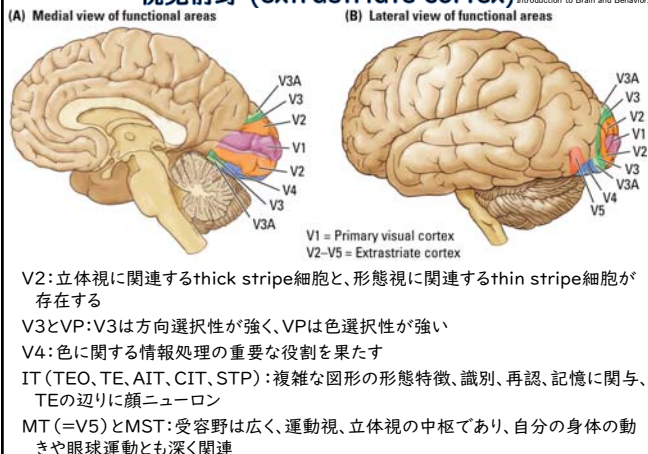 視覚前野 (extrastriate cortex)
Introduction to Brain and Behavior.
(A) Medial view of functional areas
(B) Lateral view of functional areas
V3A
V3
V2
V1
V2
V4
V3
V3A
V3A
V3
V2
V1
V2
V3
V3A
V4
V5
V1 = Primary visual cortex
V2–V5 = Extrastriate cortex
V2:立体視に関連するthick stripe細胞と、形態視に関連するthin stripe細胞が
存在する
V3とVP:V3は方向選択性が強く、VPは色選択性が強い
V4:色に関する情報処理の重要な役割を果たす
IT(TEO、TE、AIT、CIT、STP):複雑な図形の形態特徴、識別、再認、記憶に関与、
TEの辺りに顔ニューロン
MT(=V5)とMST:受容野は広く、運動視、立体視の中枢であり、自分の身体の動
きや眼球運動とも深く関連